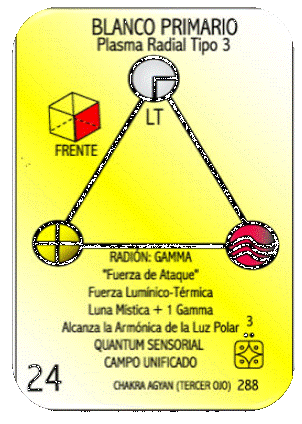 BLANCO PRIMARIO
Plasma Radial Tipo 3
LT
FRENTE
RADIÓN: GAMMA
"Fuerza de Ataque"
Fuerza Lumínico-Térmica
Luna Mística + 1 Gamma
Alcanza la Armónica de la Luz Polar 3
QUANTUM SENSORIAL
CAMPO UNIFICADO
24
CHAKRA AGYAN (TERCER OJO) 288